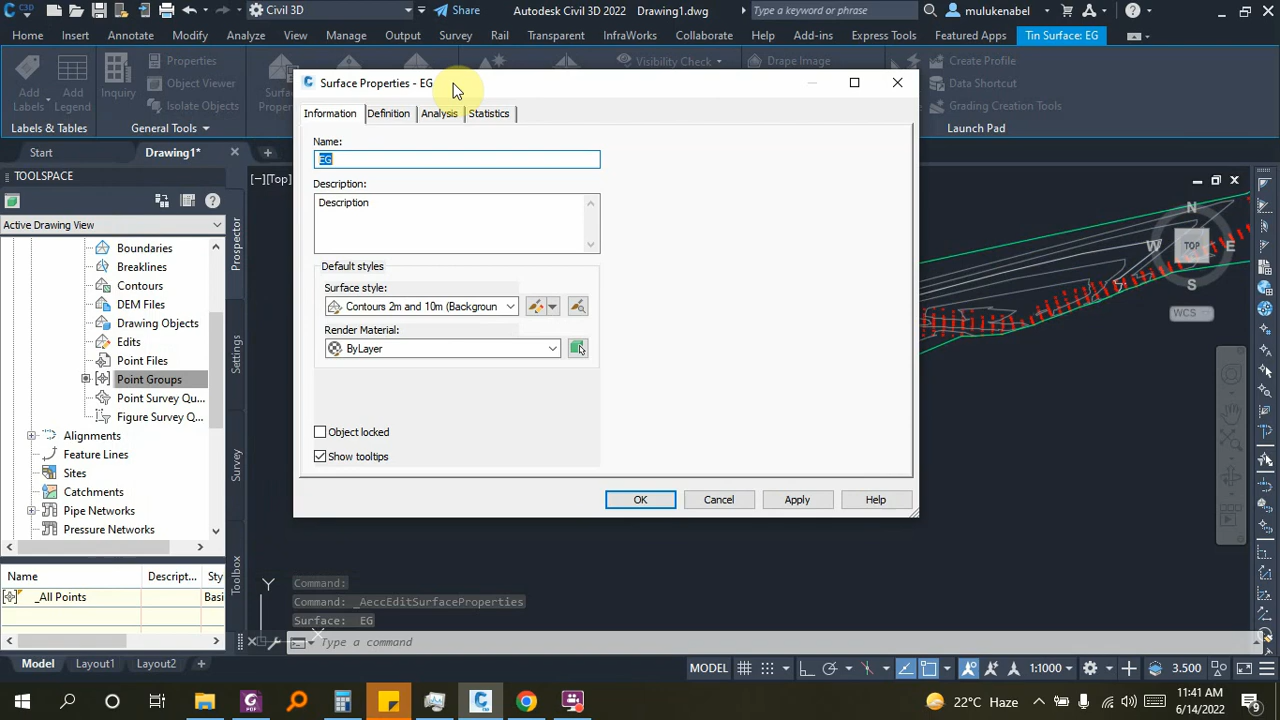 Civil 3D
Share
Autodesk Civil 3D 2022 Drawing1.dwg
Type a keyword or phrase
mulukenabel
Home Insert Annotate Modify Analyze View Manage Output Survey Rail Transparent InfraWorks Collaborate Help Add-ins Express Tools Featured Apps Tin Surface: EG
Add Labels
Add Legend
Inquiry
Properties
Object Viewer
Isolate Objects
Surface
Visibility Check
Drape Image
Create Profile
Data Shortcut
Grading Creation Tools
Labels & Tables
General Tools
Launch Pad
Start
Drawing1*
TOOLSPACE
Active Drawing View
Boundaries
Breaklines
Contours
DEM Files
Drawing Objects
Edits
Point Files
Point Groups
Point Survey Qu...
Figure Survey Q...
Alignments
Feature Lines
Sites
Catchments
Pipe Networks
Pressure Networks
Prospector
Settings
Survey
Toolbox
Name Descript... Sty
_All Points Basi
[−][Top]
Surface Properties - EG
Information Definition Analysis Statistics
Name:
EG
Description:
Description
Default styles
Surface style:
Contours 2m and 10m (Backgroun
Render Material:
ByLayer
Object locked
Show tooltips
OK Cancel Apply Help
N
W TOP E
S
WCS
Y
Command:
Command: _AeccEditSurfaceProperties
Surface: EG
Type a command
Model Layout1 Layout2
MODEL
1:1000
3.500
22°C Haze
11:41 AM
6/14/2022